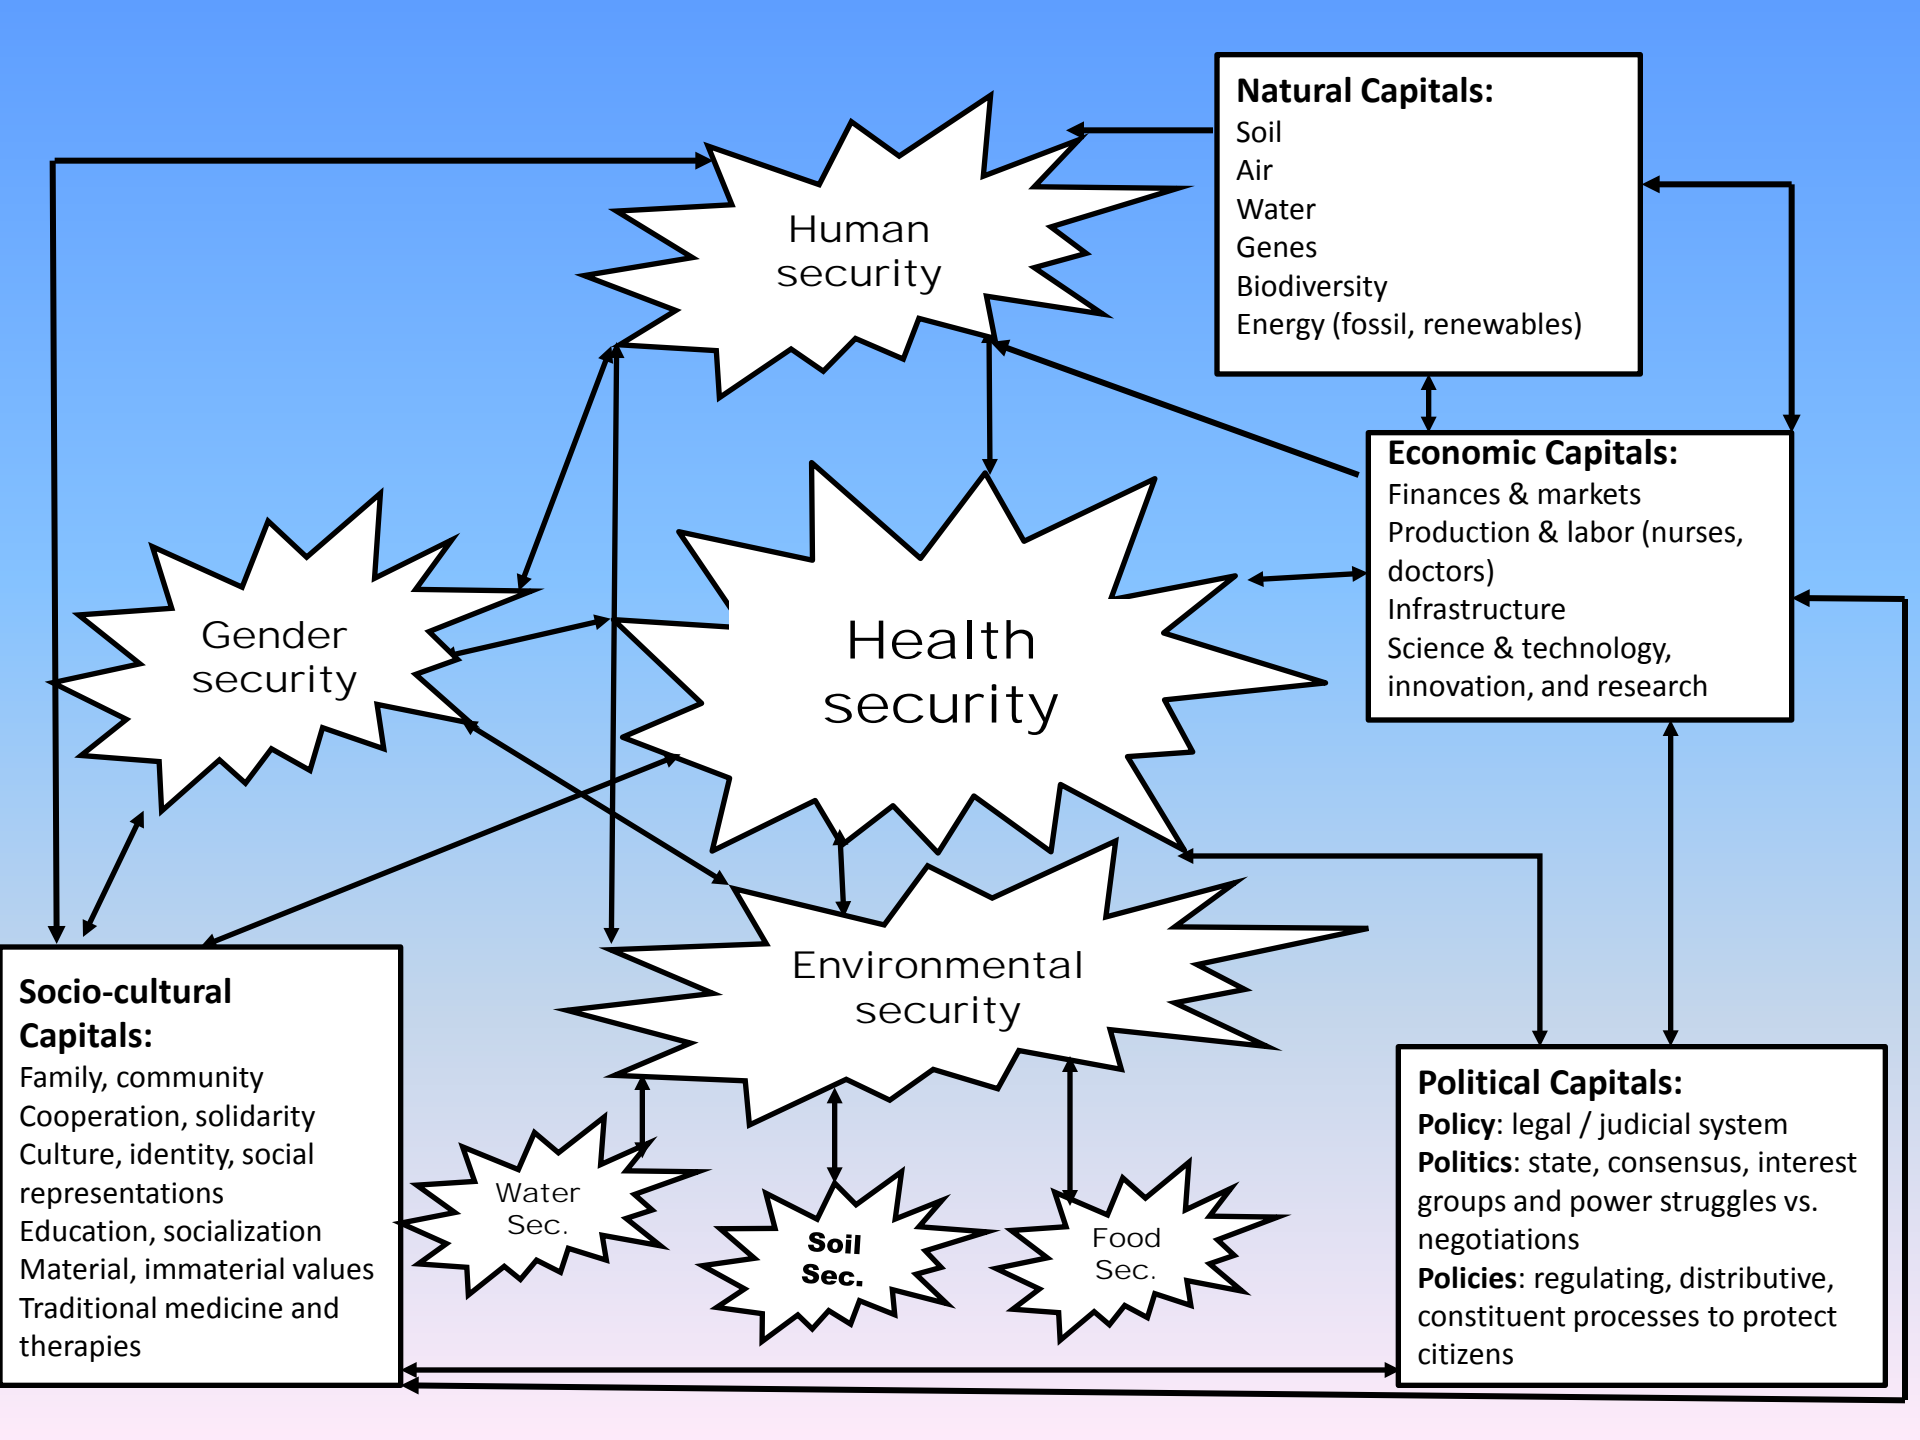 Natural Capitals:
Soil
Air
Water
Genes
Biodiversity
Energy (fossil, renewables)
Human
security
Economic Capitals:
Finances & markets
Production & labor (nurses,
doctors)
Infrastructure
Science & technology,
innovation, and research
Gender
security
Health
security
Environmental
security
Socio-cultural
Capitals:
Family, community
Cooperation, solidarity
Culture, identity, social
representations
Education, socialization
Material, immaterial values
Traditional medicine and
therapies
Water
Sec.
Soil
Sec.
Food
Sec.
Political Capitals:
Policy: legal / judicial system
Politics: state, consensus, interest
groups and power struggles vs.
negotiations
Policies: regulating, distributive,
constituent processes to protect
citizens